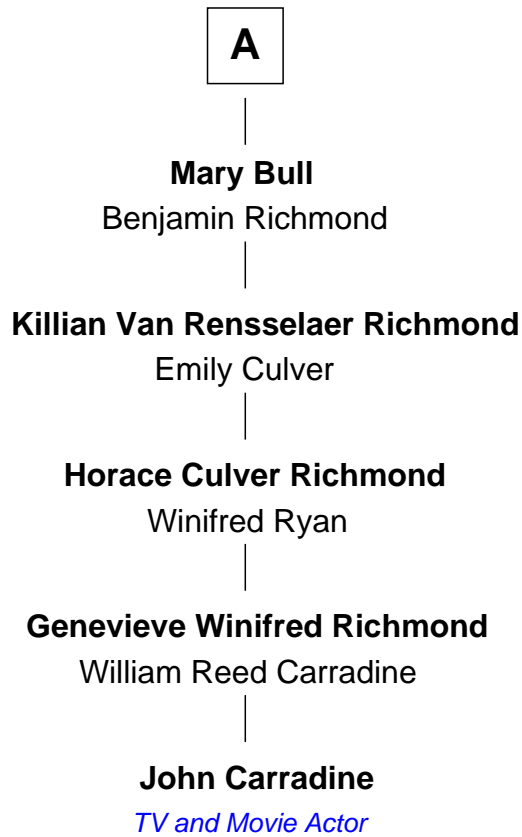 A
Mary Bull
Benjamin Richmond
Killian Van Rensselaer Richmond
Emily Culver
Horace Culver Richmond
Winifred Ryan
Genevieve Winifred Richmond
William Reed Carradine
John Carradine
TV and Movie Actor